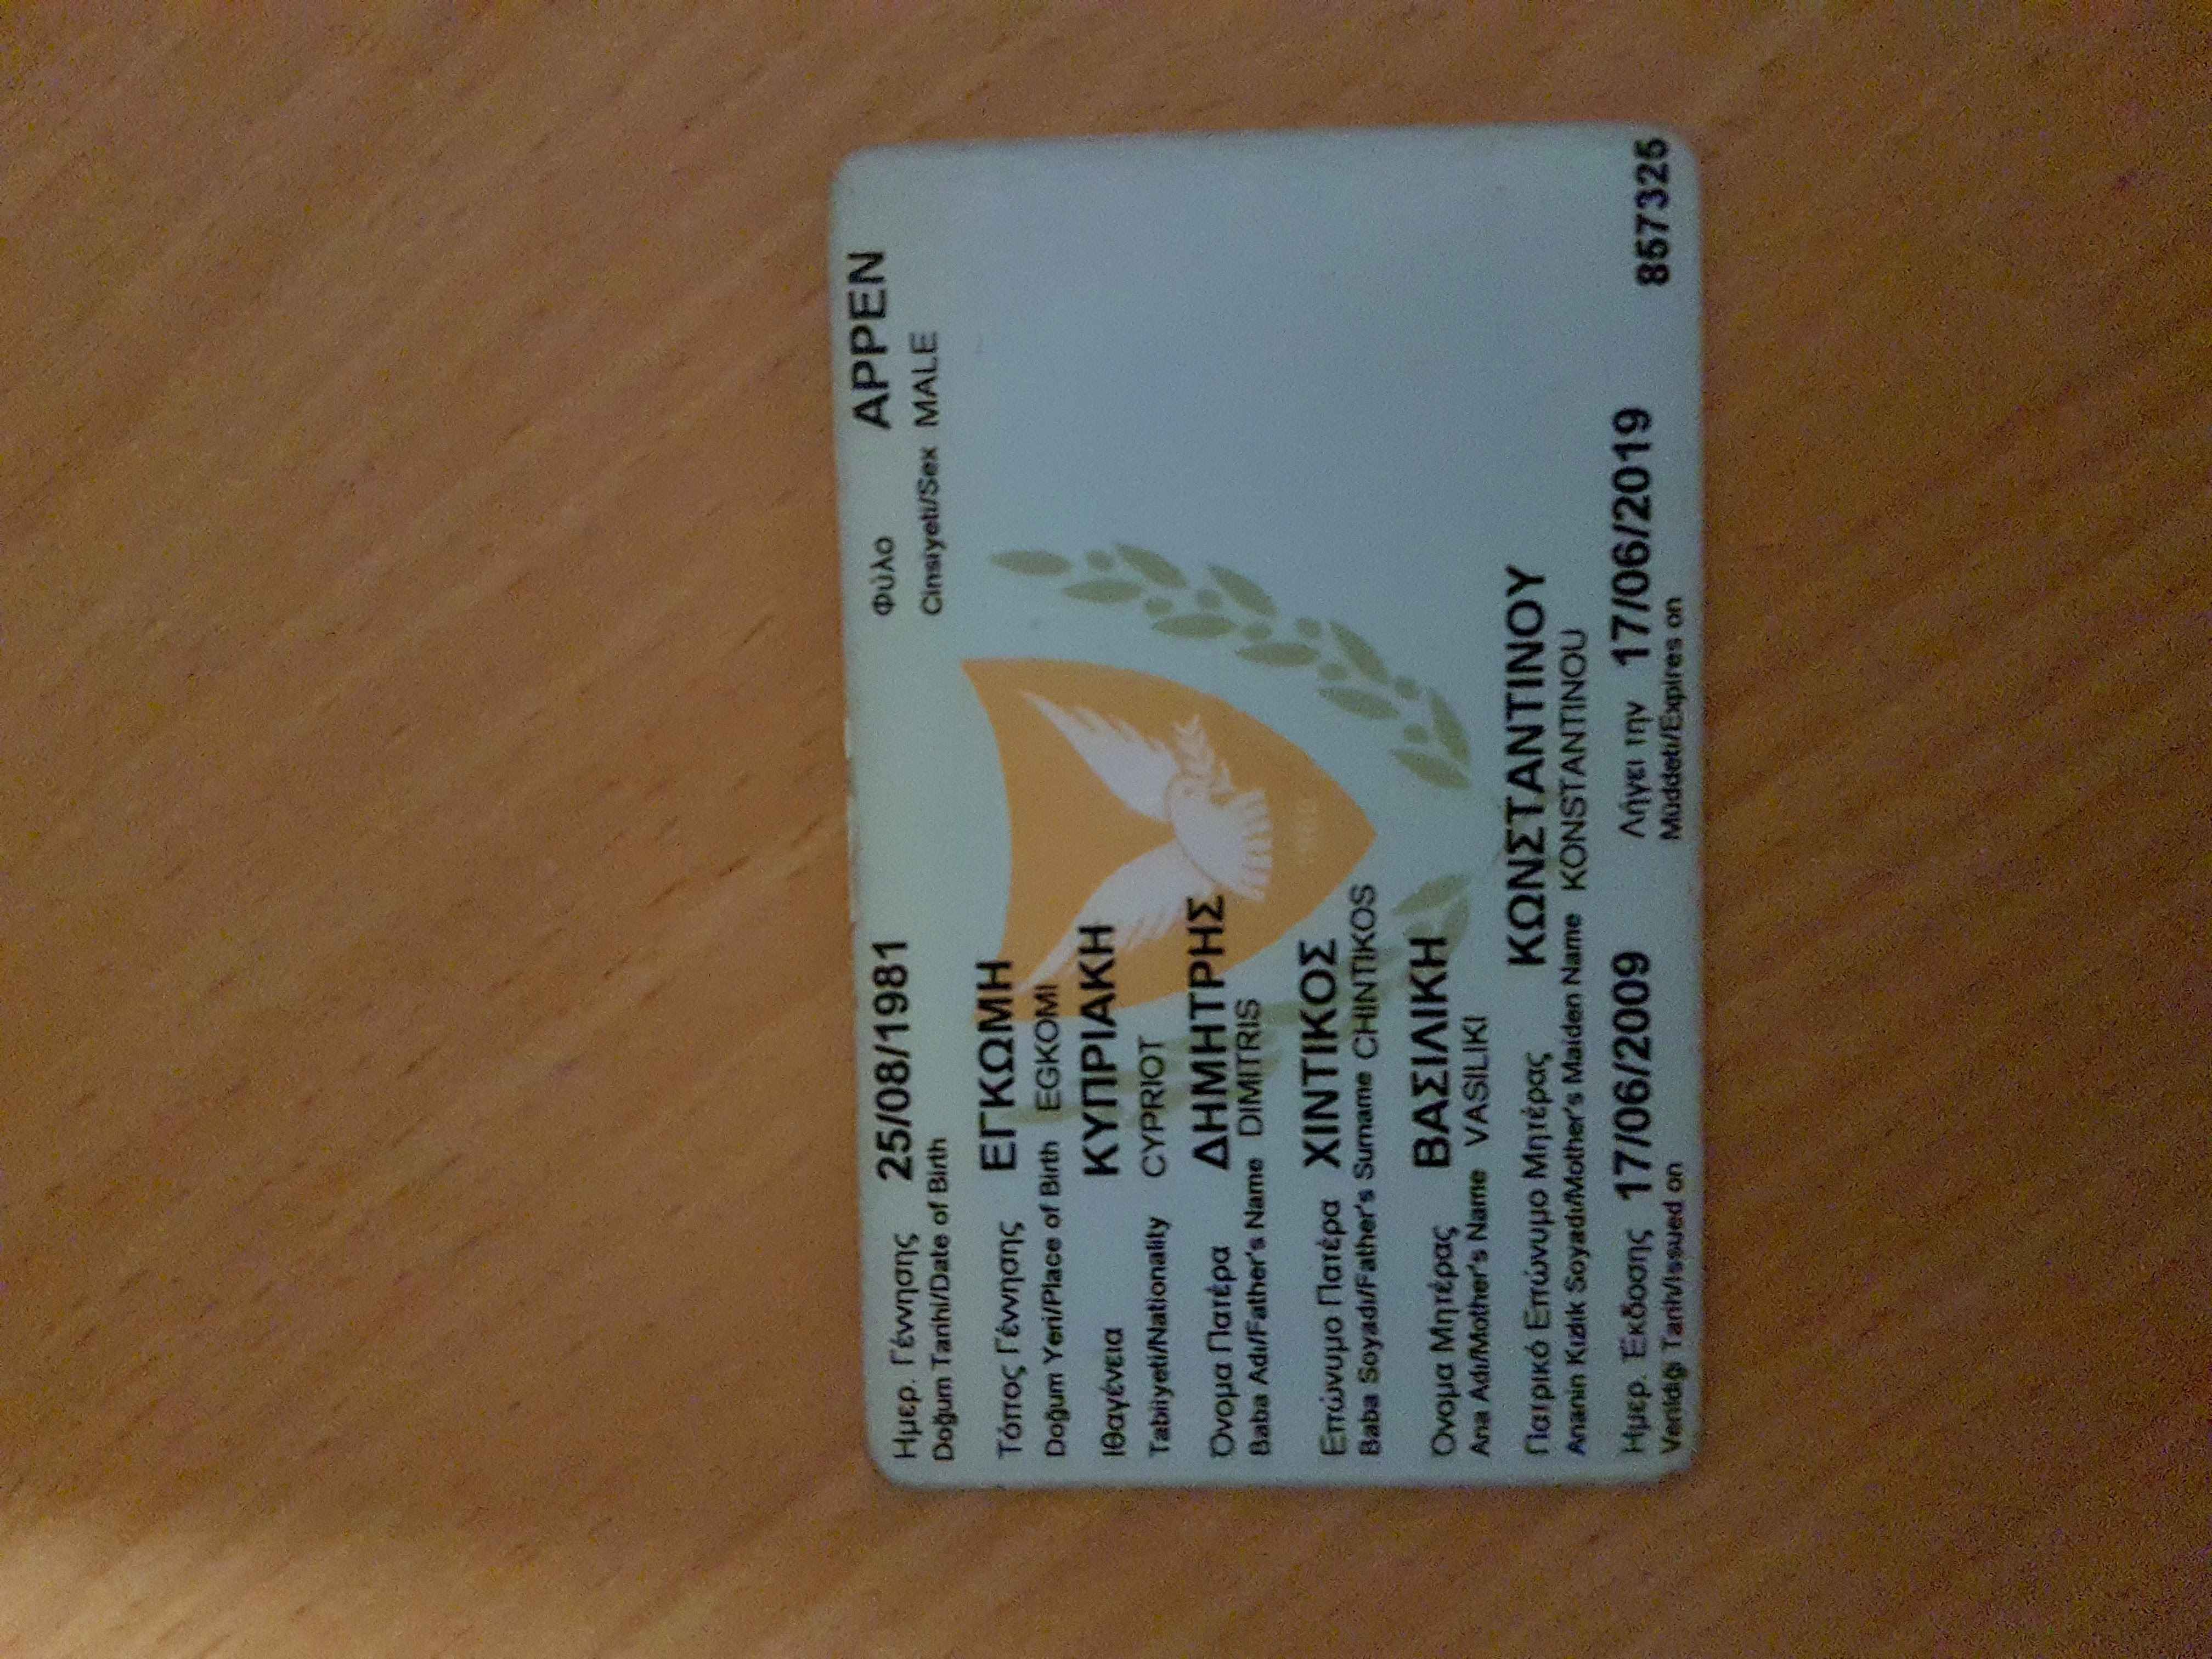 Ημερ. Γέννησης 25/08/1981 Φύλο ΑΡΡΕΝ
Doğum Tarihi/Date of Birth Cinsiyeti/Sex MALE
Τόπος Γέννησης ΕΓΚΩΜΗ
Doğum Yeri/Place of Birth EGKOMI
Ιθαγένεια ΚΥΠΡΙΑΚΗ
Tabiiyeti/Nationality CYPRIOT
Όνομα Πατέρα ΔΗΜΗΤΡΗΣ
Baba Adı/Father's Name DIMITRIS
Επώνυμο Πατέρα ΧΙΝΤΙΚΟΣ
Baba Soyadı/Father's Surname CHINTIKOS
Όνομα Μητέρας ΒΑΣΙΛΙΚΗ
Ana Adı/Mother's Name VASILIKI
Πατρικό Επώνυμο Μητέρας ΚΩΝΣΤΑΝΤΙΝΟΥ
Ananin Kızlık Soyadı/Mother's Maiden Name KONSTANTINOU
Ημερ. Έκδοσης 17/06/2009 Λήγει την 17/06/2019 857325
Verildiği Tarih/Issued on Müddeti/Expires on